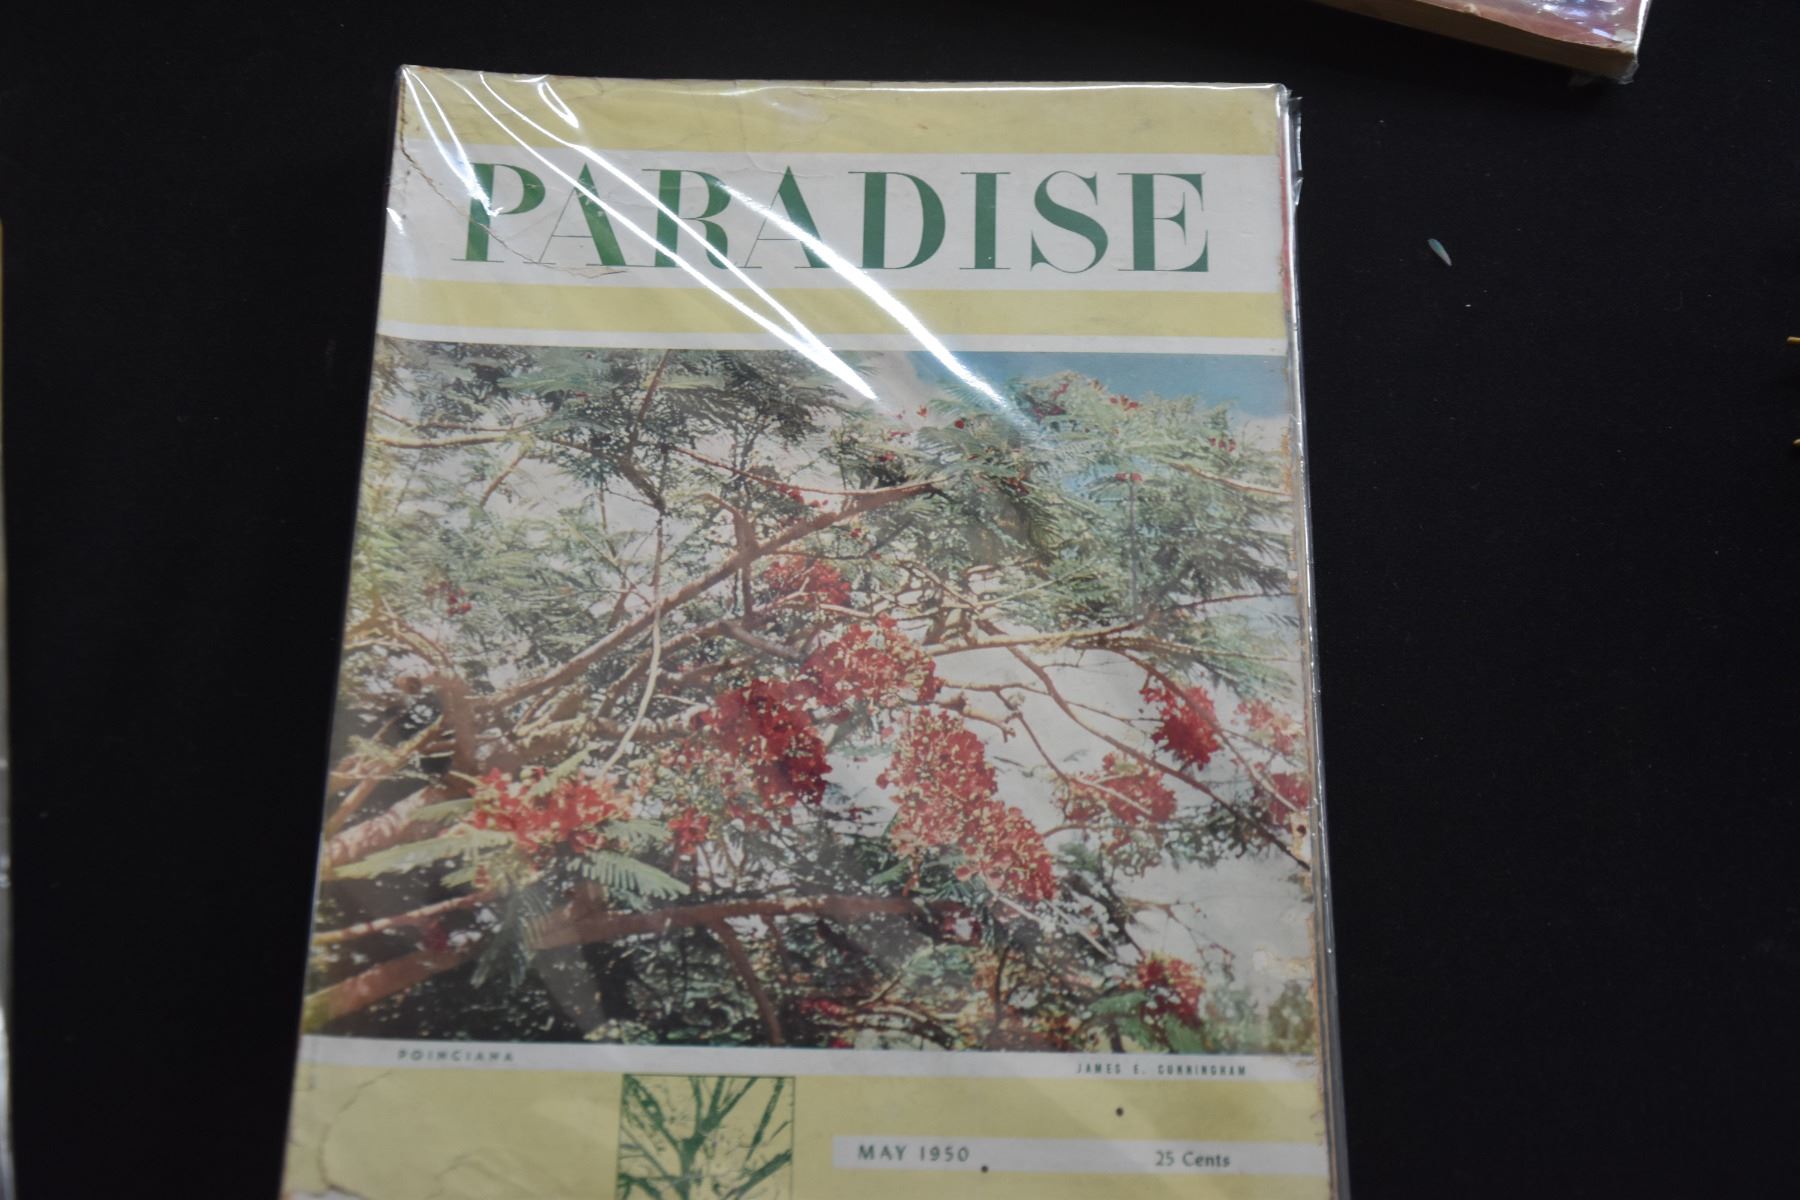 PARADISE
POINCIANA
JAMES E. CUNNINGHAM
MAY 1950
25 Cents